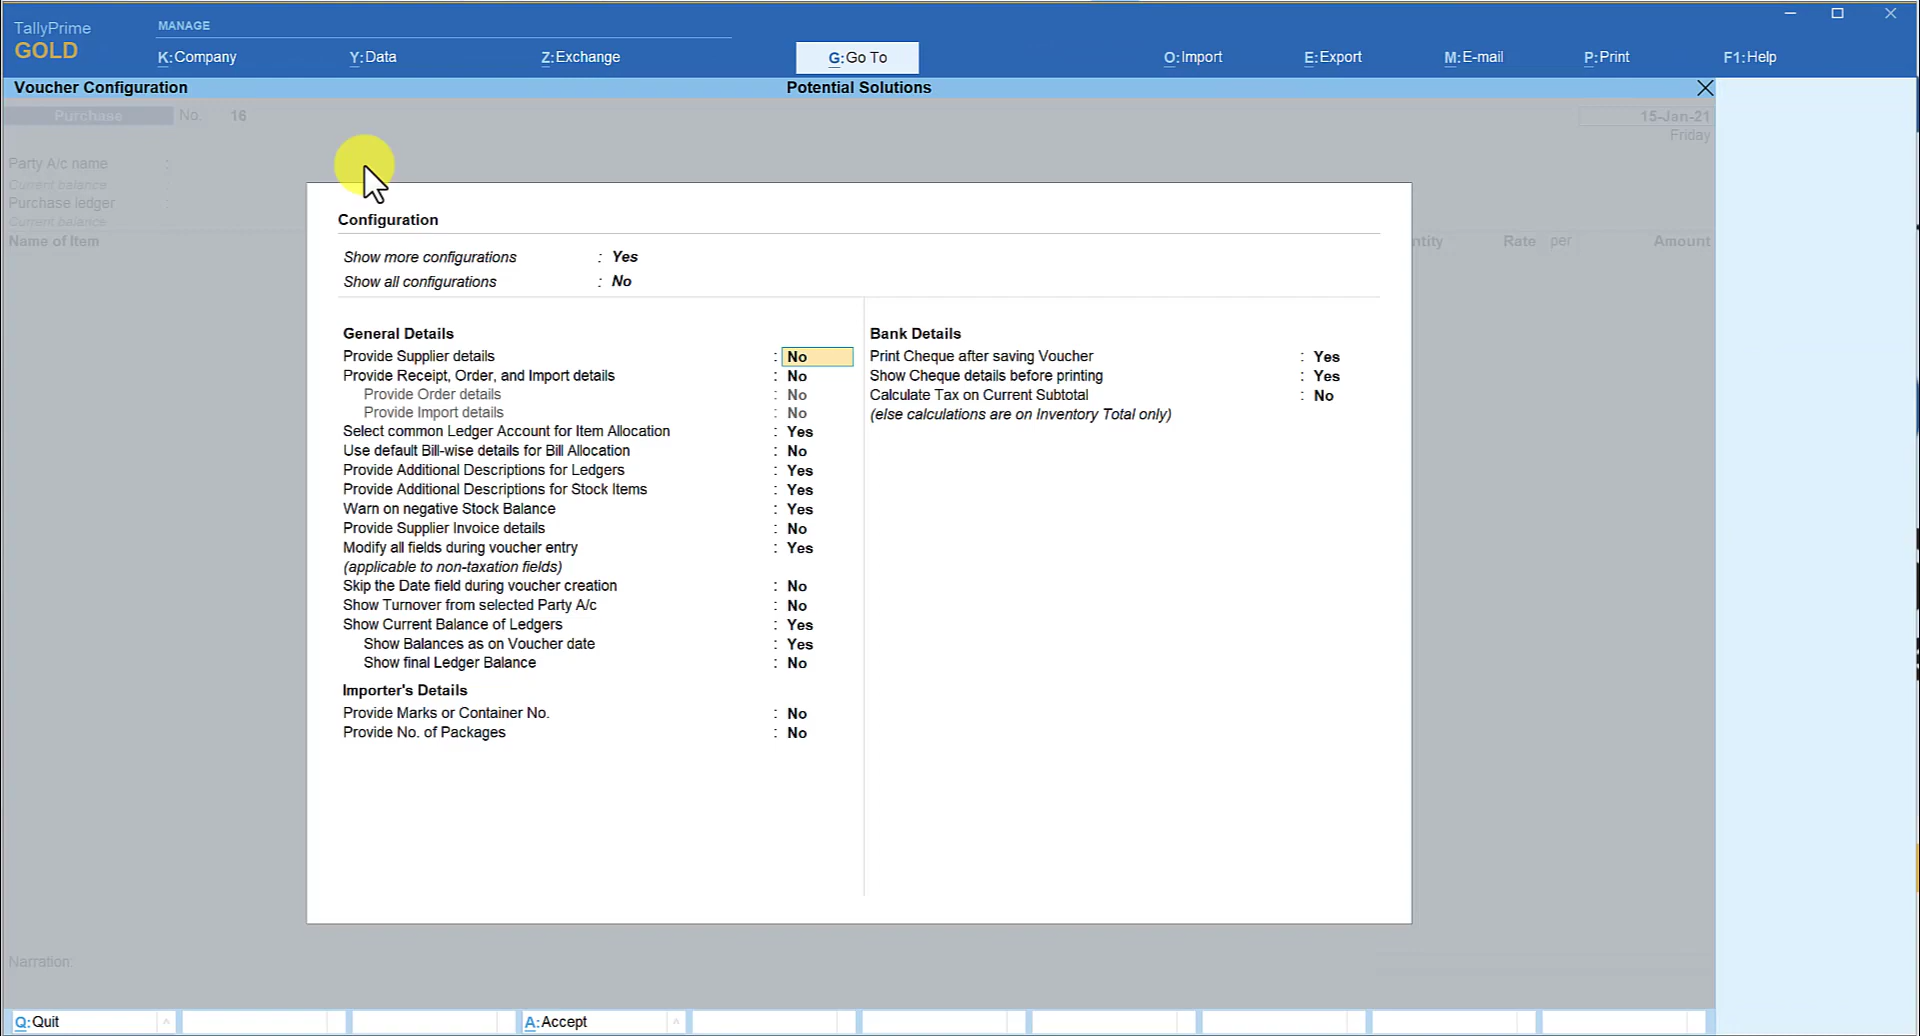 TallyPrime
GOLD
MANAGE
K:Company
Y:Data
Z:Exchange
G:Go To
O:Import
E:Export
M:E-mail
P:Print
F1:Help
Voucher Configuration
Potential Solutions
Purchase No. 16
15-Jan-21
Friday
Party A/c name :
Current balance :
Purchase ledger :
Current balance :
Name of Item
ntity Rate per Amount
Configuration
Show more configurations : Yes
Show all configurations : No
General Details
Provide Supplier details : No
Provide Receipt, Order, and Import details : No
Provide Order details : No
Provide Import details : No
Select common Ledger Account for Item Allocation : Yes
Use default Bill-wise details for Bill Allocation : No
Provide Additional Descriptions for Ledgers : Yes
Provide Additional Descriptions for Stock Items : Yes
Warn on negative Stock Balance : Yes
Provide Supplier Invoice details : No
Modify all fields during voucher entry : Yes
(applicable to non-taxation fields)
Skip the Date field during voucher creation : No
Show Turnover from selected Party A/c : No
Show Current Balance of Ledgers : Yes
Show Balances as on Voucher date : Yes
Show final Ledger Balance : No
Importer's Details
Provide Marks or Container No. : No
Provide No. of Packages : No
Bank Details
Print Cheque after saving Voucher : Yes
Show Cheque details before printing : Yes
Calculate Tax on Current Subtotal : No
(else calculations are on Inventory Total only)
Narration:
Q:Quit
A:Accept